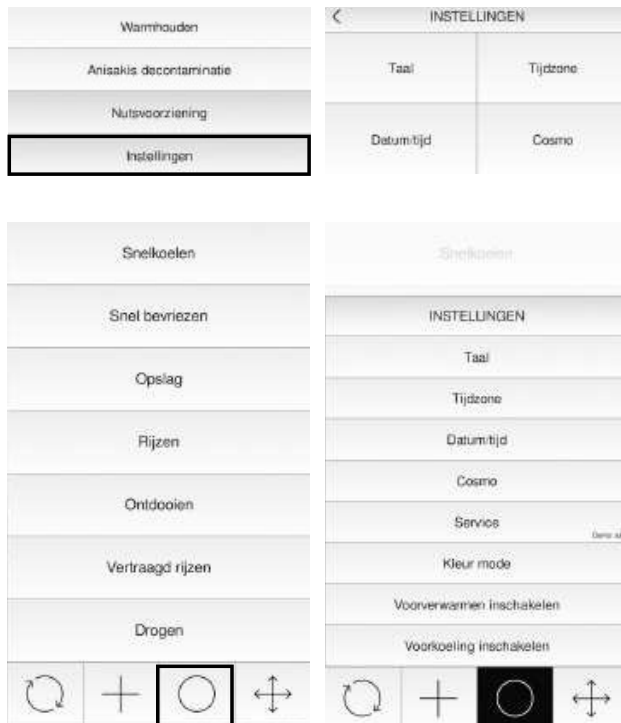 Warmhouden
Anisakis decontaminatie
Nutsvoorziening
Instellingen
INSTELLINGEN
Taal
Tijdzone
Datum/tijd
Cosmo
Snelkoelen
Snel bevriezen
Opslag
Rijzen
Ontdooien
Vertraagd rijzen
Drogen
Snelkoelen
INSTELLINGEN
Taal
Tijdzone
Datum/tijd
Cosmo
Service
Kleur mode
Voorverwarmen inschakelen
Voorkoeling inschakelen